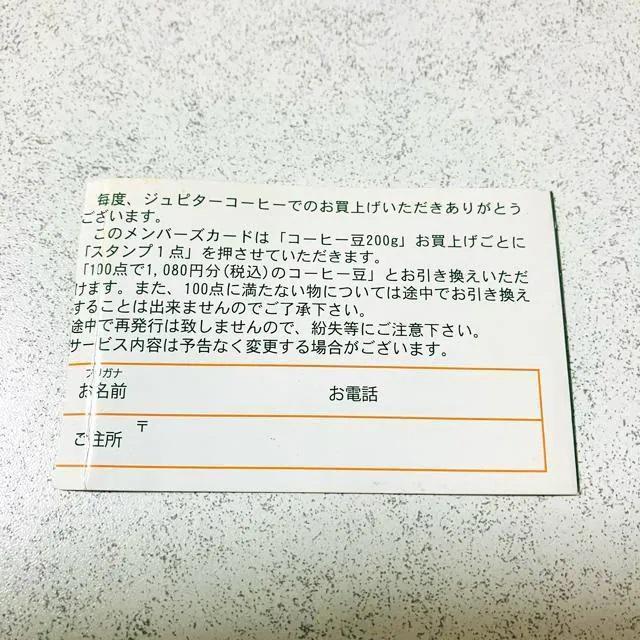 毎度、ジュピターコーヒーでのお買上げいただきありがとう
ございます。
このメンバーズカードは「コーヒー豆200g」お買上げごとに
「スタンプ１点」を押させていただきます。
「100点で1,080円分(税込)のコーヒー豆」とお引き換えいただ
けます。また、100点に満たない物については途中でお引き換え
することは出来ませんのでご了承下さい。
途中で再発行は致しませんので、紛失等にご注意下さい。
サービス内容は予告なく変更する場合がございます。
フリガナ
お名前 お電話
ご住所 〒